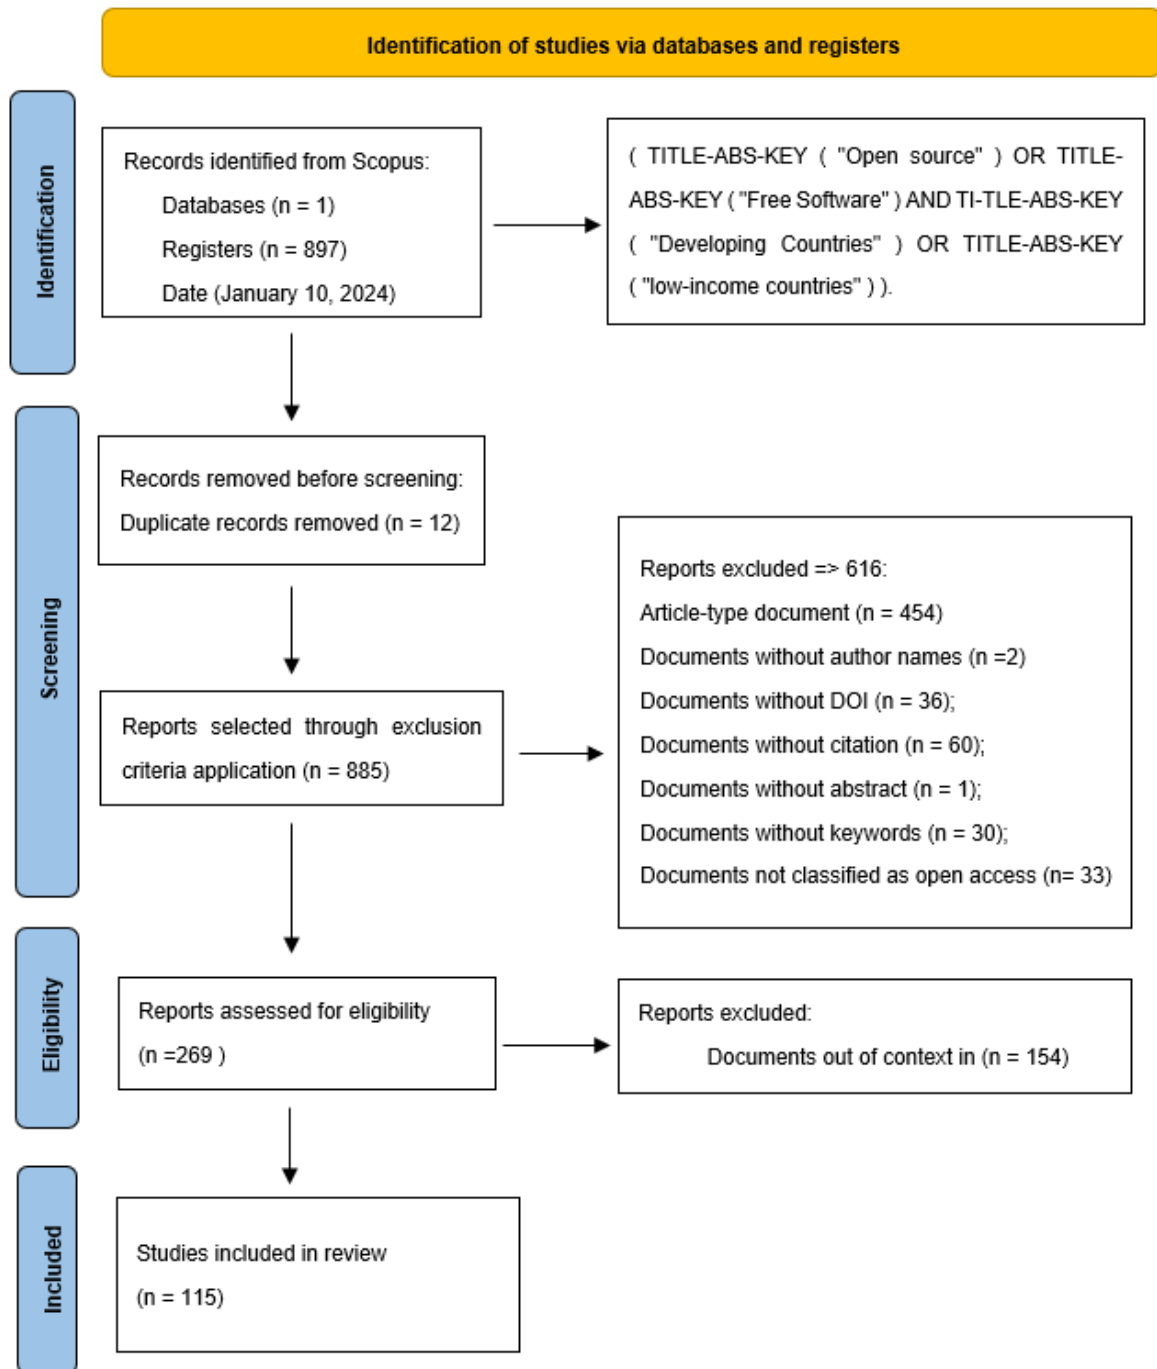 Identification of studies via databases and registers
Identification
Records identified from Scopus:
Databases (n = 1)
Registers (n = 897)
Date (January 10, 2024)
( TITLE-ABS-KEY ( "Open source" ) OR TITLE-
ABS-KEY ( "Free Software" ) AND TI-TLE-ABS-KEY
( "Developing Countries" ) OR TITLE-ABS-KEY
( "low-income countries" ) ).
Screening
Records removed before screening:
Duplicate records removed (n = 12)
Reports selected through exclusion
criteria application (n = 885)
Reports excluded => 616:
Article-type document (n = 454)
Documents without author names (n =2)
Documents without DOI (n = 36);
Documents without citation (n = 60);
Documents without abstract (n = 1);
Documents without keywords (n = 30);
Documents not classified as open access (n= 33)
Eligibility
Reports assessed for eligibility
(n =269 )
Reports excluded:
Documents out of context in (n = 154)
Included
Studies included in review
(n = 115)